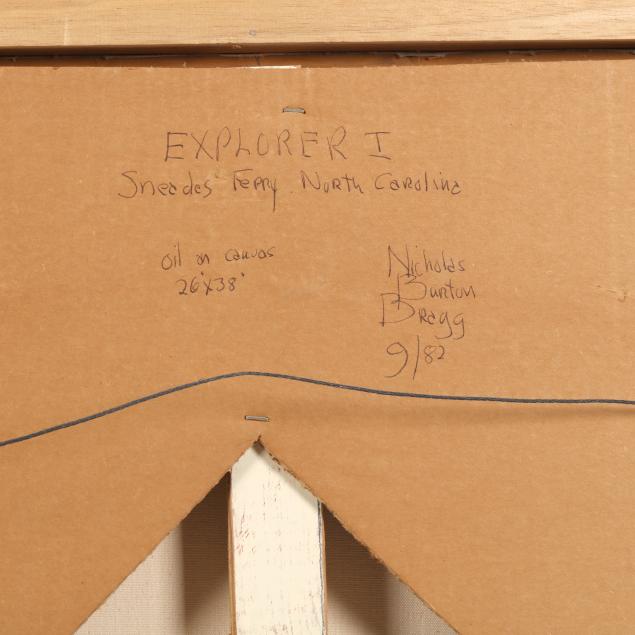 EXPLORER I
Sneades Ferry North Carolina
oil on canvas
26"x38"
Nicholas
Burton
Bragg
9/82